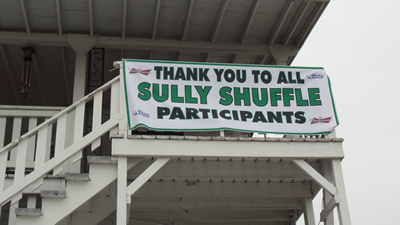 THANK YOU TO ALL
SULLY SHUFFLE
PARTICIPANTS